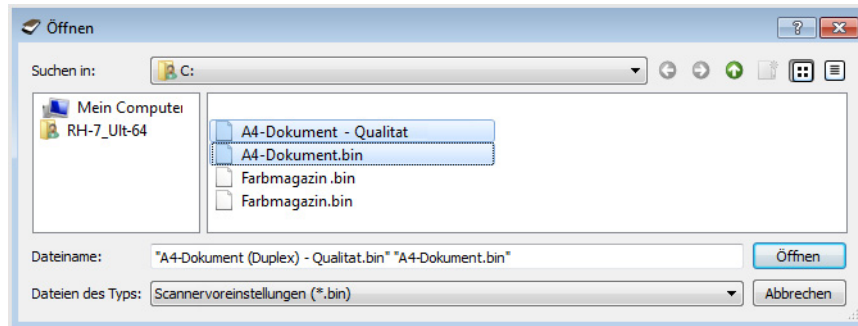 Öffnen
Suchen in: C:
Mein Computer
RH-7_Ult-64
A4-Dokument - Qualitat
A4-Dokument.bin
Farbmagazin .bin
Farbmagazin.bin
Dateiname: "A4-Dokument (Duplex) - Qualitat.bin" "A4-Dokument.bin" Öffnen
Dateien des Typs: Scannervoreinstellungen (*.bin) Abbrechen